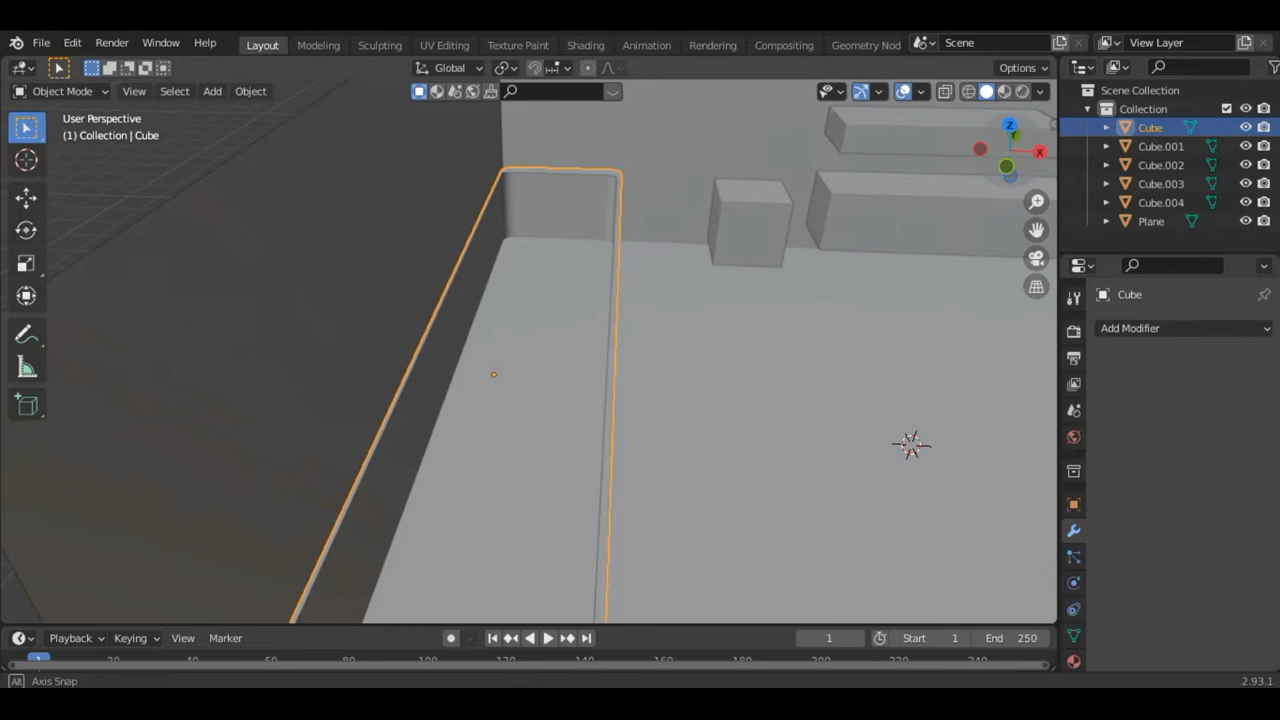 File Edit Render Window Help Layout Modeling Sculpting UV Editing Texture Paint Shading Animation Rendering Compositing Geometry Nod Scene View Layer
Global Options
Object Mode View Select Add Object
User Perspective
(1) Collection | Cube
Z
Y
X
Scene Collection
Collection
Cube
Cube.001
Cube.002
Cube.003
Cube.004
Plane
Cube
Add Modifier
Playback Keying View Marker 1 Start 1 End 250
1 20 40 60 80 100 120 140 160 180 200 220 240
Alt Axis Snap 2.93.1